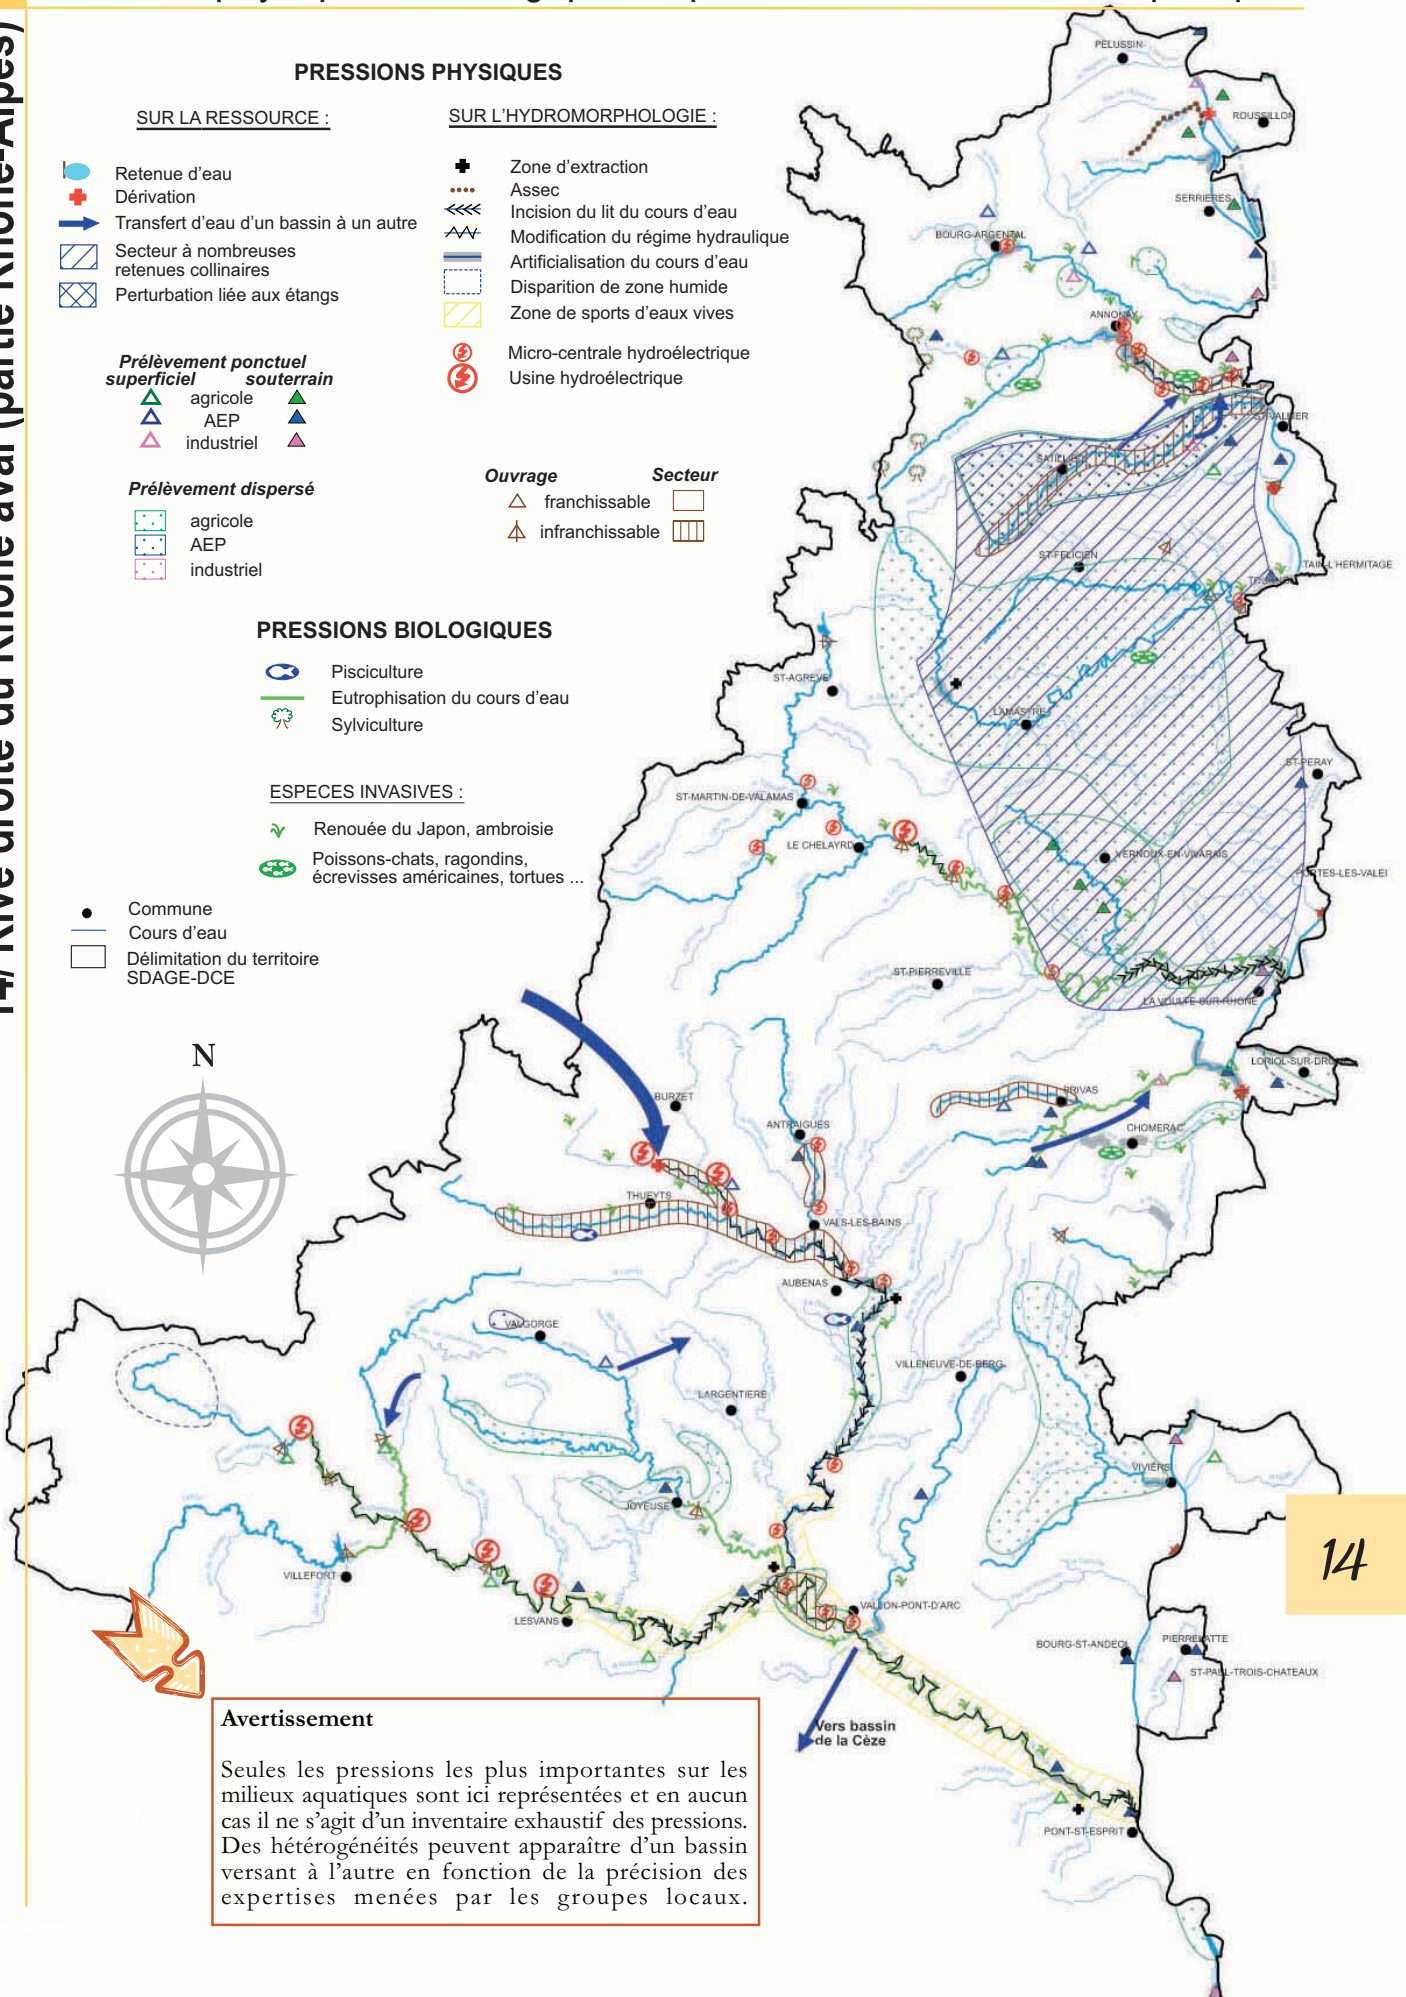 14/ Rive droite du Rhône aval (partie Rhône-Alpes)
PRESSIONS PHYSIQUES
SUR LA RESSOURCE :
Retenue d'eau
Dérivation
Transfert d'eau d'un bassin à un autre
Secteur à nombreuses
retenues collinaires
Perturbation liée aux étangs
SUR L'HYDROMORPHOLOGIE :
Zone d'extraction
Assec
Incision du lit du cours d'eau
Modification du régime hydraulique
Artificialisation du cours d'eau
Disparition de zone humide
Zone de sports d'eaux vives
Micro-centrale hydroélectrique
Usine hydroélectrique
Prélèvement ponctuel
superficiel souterrain
agricole
AEP
industriel
Prélèvement dispersé
agricole
AEP
industriel
Ouvrage Secteur
franchissable
infranchissable
PRESSIONS BIOLOGIQUES
Pisciculture
Eutrophisation du cours d'eau
Sylviculture
ESPECES INVASIVES :
Renouée du Japon, ambroisie
Poissons-chats, ragondins,
écrevisses américaines, tortues ...
Commune
Cours d'eau
Délimitation du territoire
SDAGE-DCE
N
PELUSSIN
ROUSSILLON
SERRIERES
BOURG-ARGENTAL
ANNONAY
ST-VALLIER
SATILLIEU
ST-FELICIEN
TAIN-L'HERMITAGE
TOURNON
ST-AGREVE
LAMASTRE
ST-PERAY
ST-MARTIN-DE-VALAMAS
LE CHELAYRD
VERNOUX-EN-VIVARAIS
PORTES-LES-VALEI
ST-PIERREVILLE
LA VOULTE-SUR-RHONE
LORIOL-SUR-DROME
PRIVAS
BURZET
ANTRAIGUES
CHOMERAC
THUEYTS
VALS-LES-BAINS
AUBENAS
VALGORGE
VILLENEUVE-DE-BERG
LARGENTIERE
VIVIERS
JOYEUSE
VILLEFORT
LESVANS
VALLON-PONT-D'ARC
BOURG-ST-ANDEOL
PIERRELATTE
ST-PAUL-TROIS-CHATEAUX
Vers bassin
de la Cèze
PONT-ST-ESPRIT
14
Avertissement
Seules les pressions les plus importantes sur les
milieux aquatiques sont ici représentées et en aucun
cas il ne s'agit d'un inventaire exhaustif des pressions.
Des hétérogénéités peuvent apparaître d'un bassin
versant à l'autre en fonction de la précision des
expertises menées par les groupes locaux.